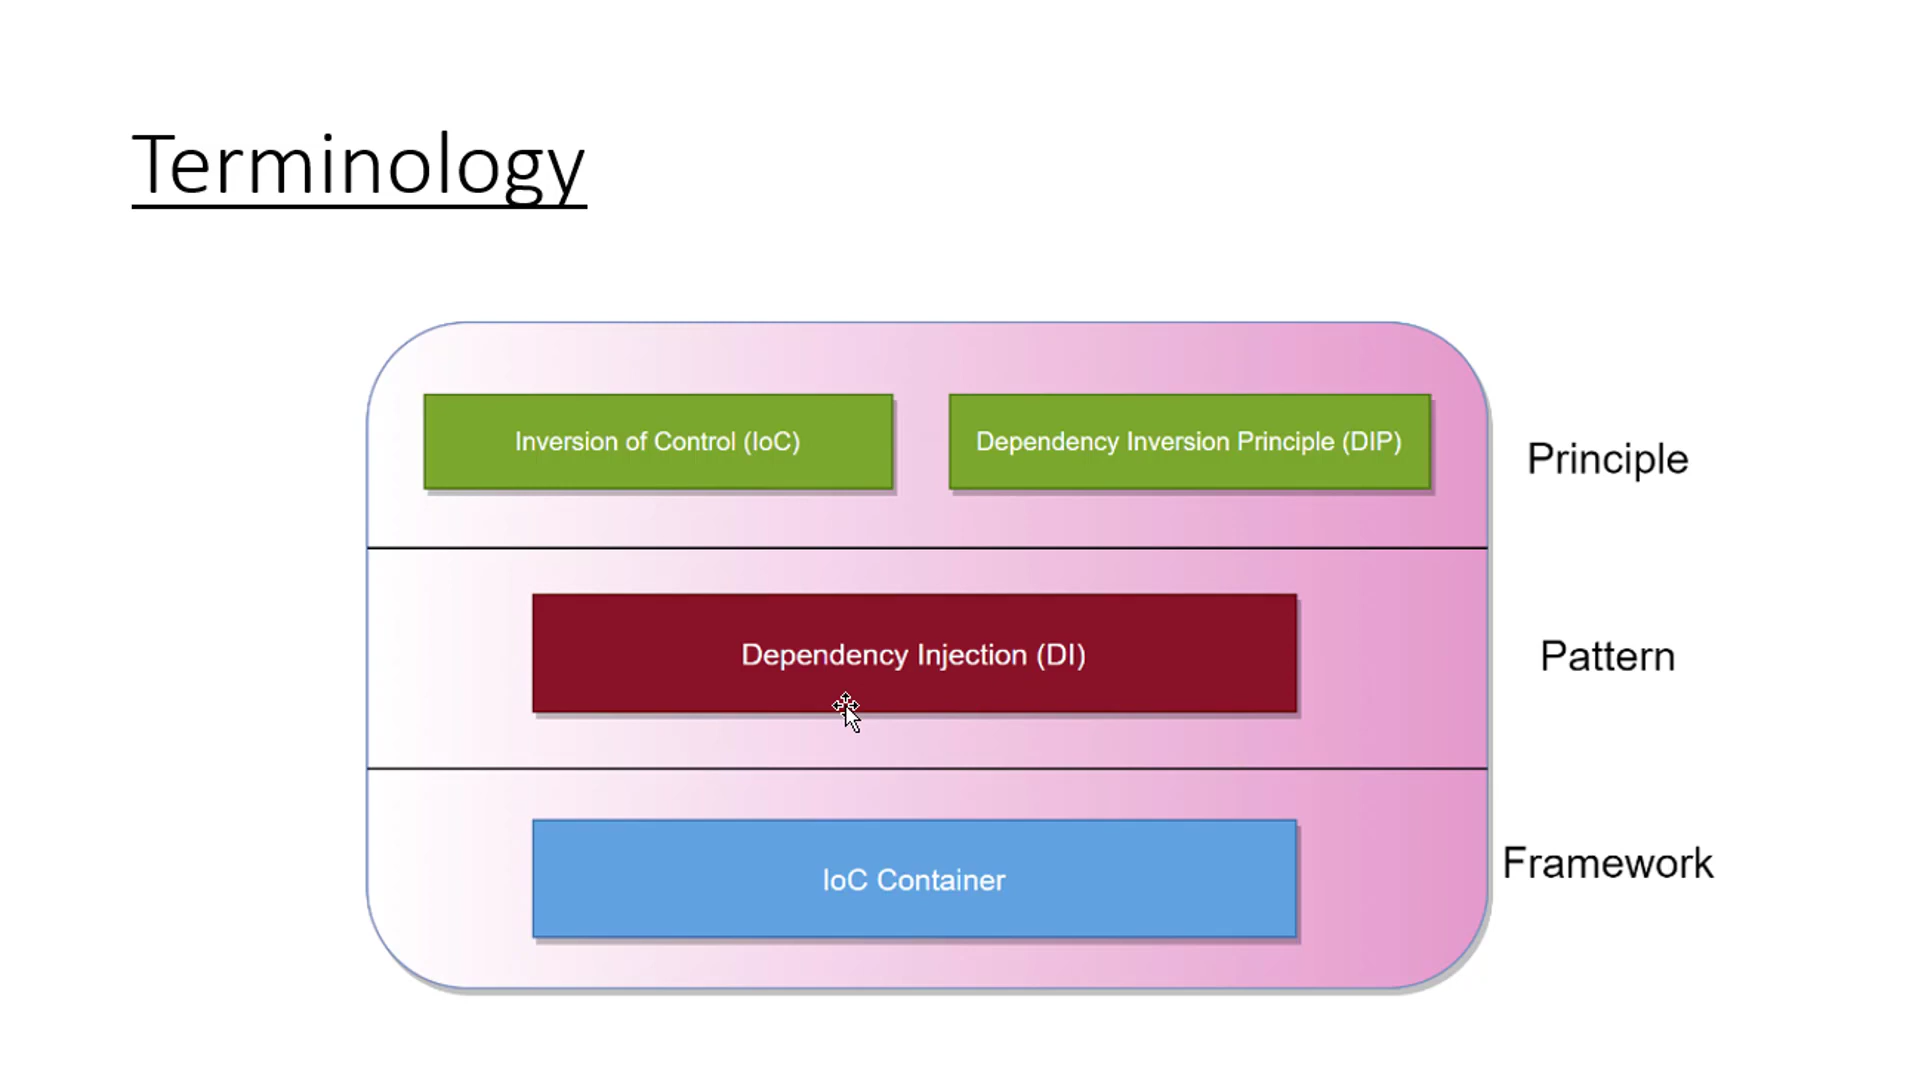 Terminology
Inversion of Control (IoC)
Dependency Inversion Principle (DIP)
Principle
Dependency Injection (DI)
Pattern
IoC Container
Framework